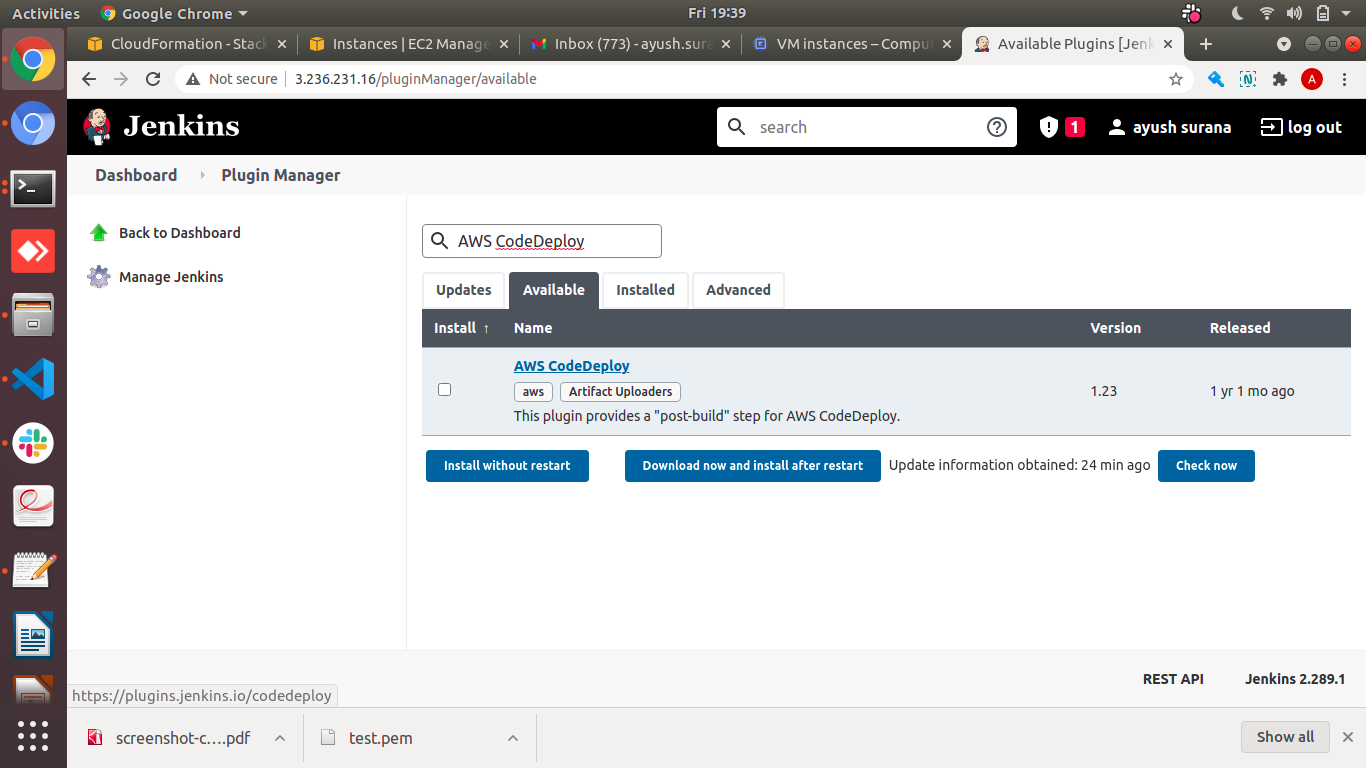 Activities Google Chrome Fri 19:39
CloudFormation - Stack Instances | EC2 Manage Inbox (773) - ayush.sura VM instances – Compu Available Plugins [Jenk
Not secure 3.236.231.16/pluginManager/available A
Jenkins search 1 ayush surana log out
Dashboard Plugin Manager
Back to Dashboard
Manage Jenkins
AWS CodeDeploy
Updates Available Installed Advanced
Install ↑ Name Version Released
AWS CodeDeploy
aws Artifact Uploaders
This plugin provides a "post-build" step for AWS CodeDeploy.
1.23 1 yr 1 mo ago
Install without restart Download now and install after restart Update information obtained: 24 min ago Check now
REST API Jenkins 2.289.1
https://plugins.jenkins.io/codedeploy
screenshot-c....pdf test.pem Show all